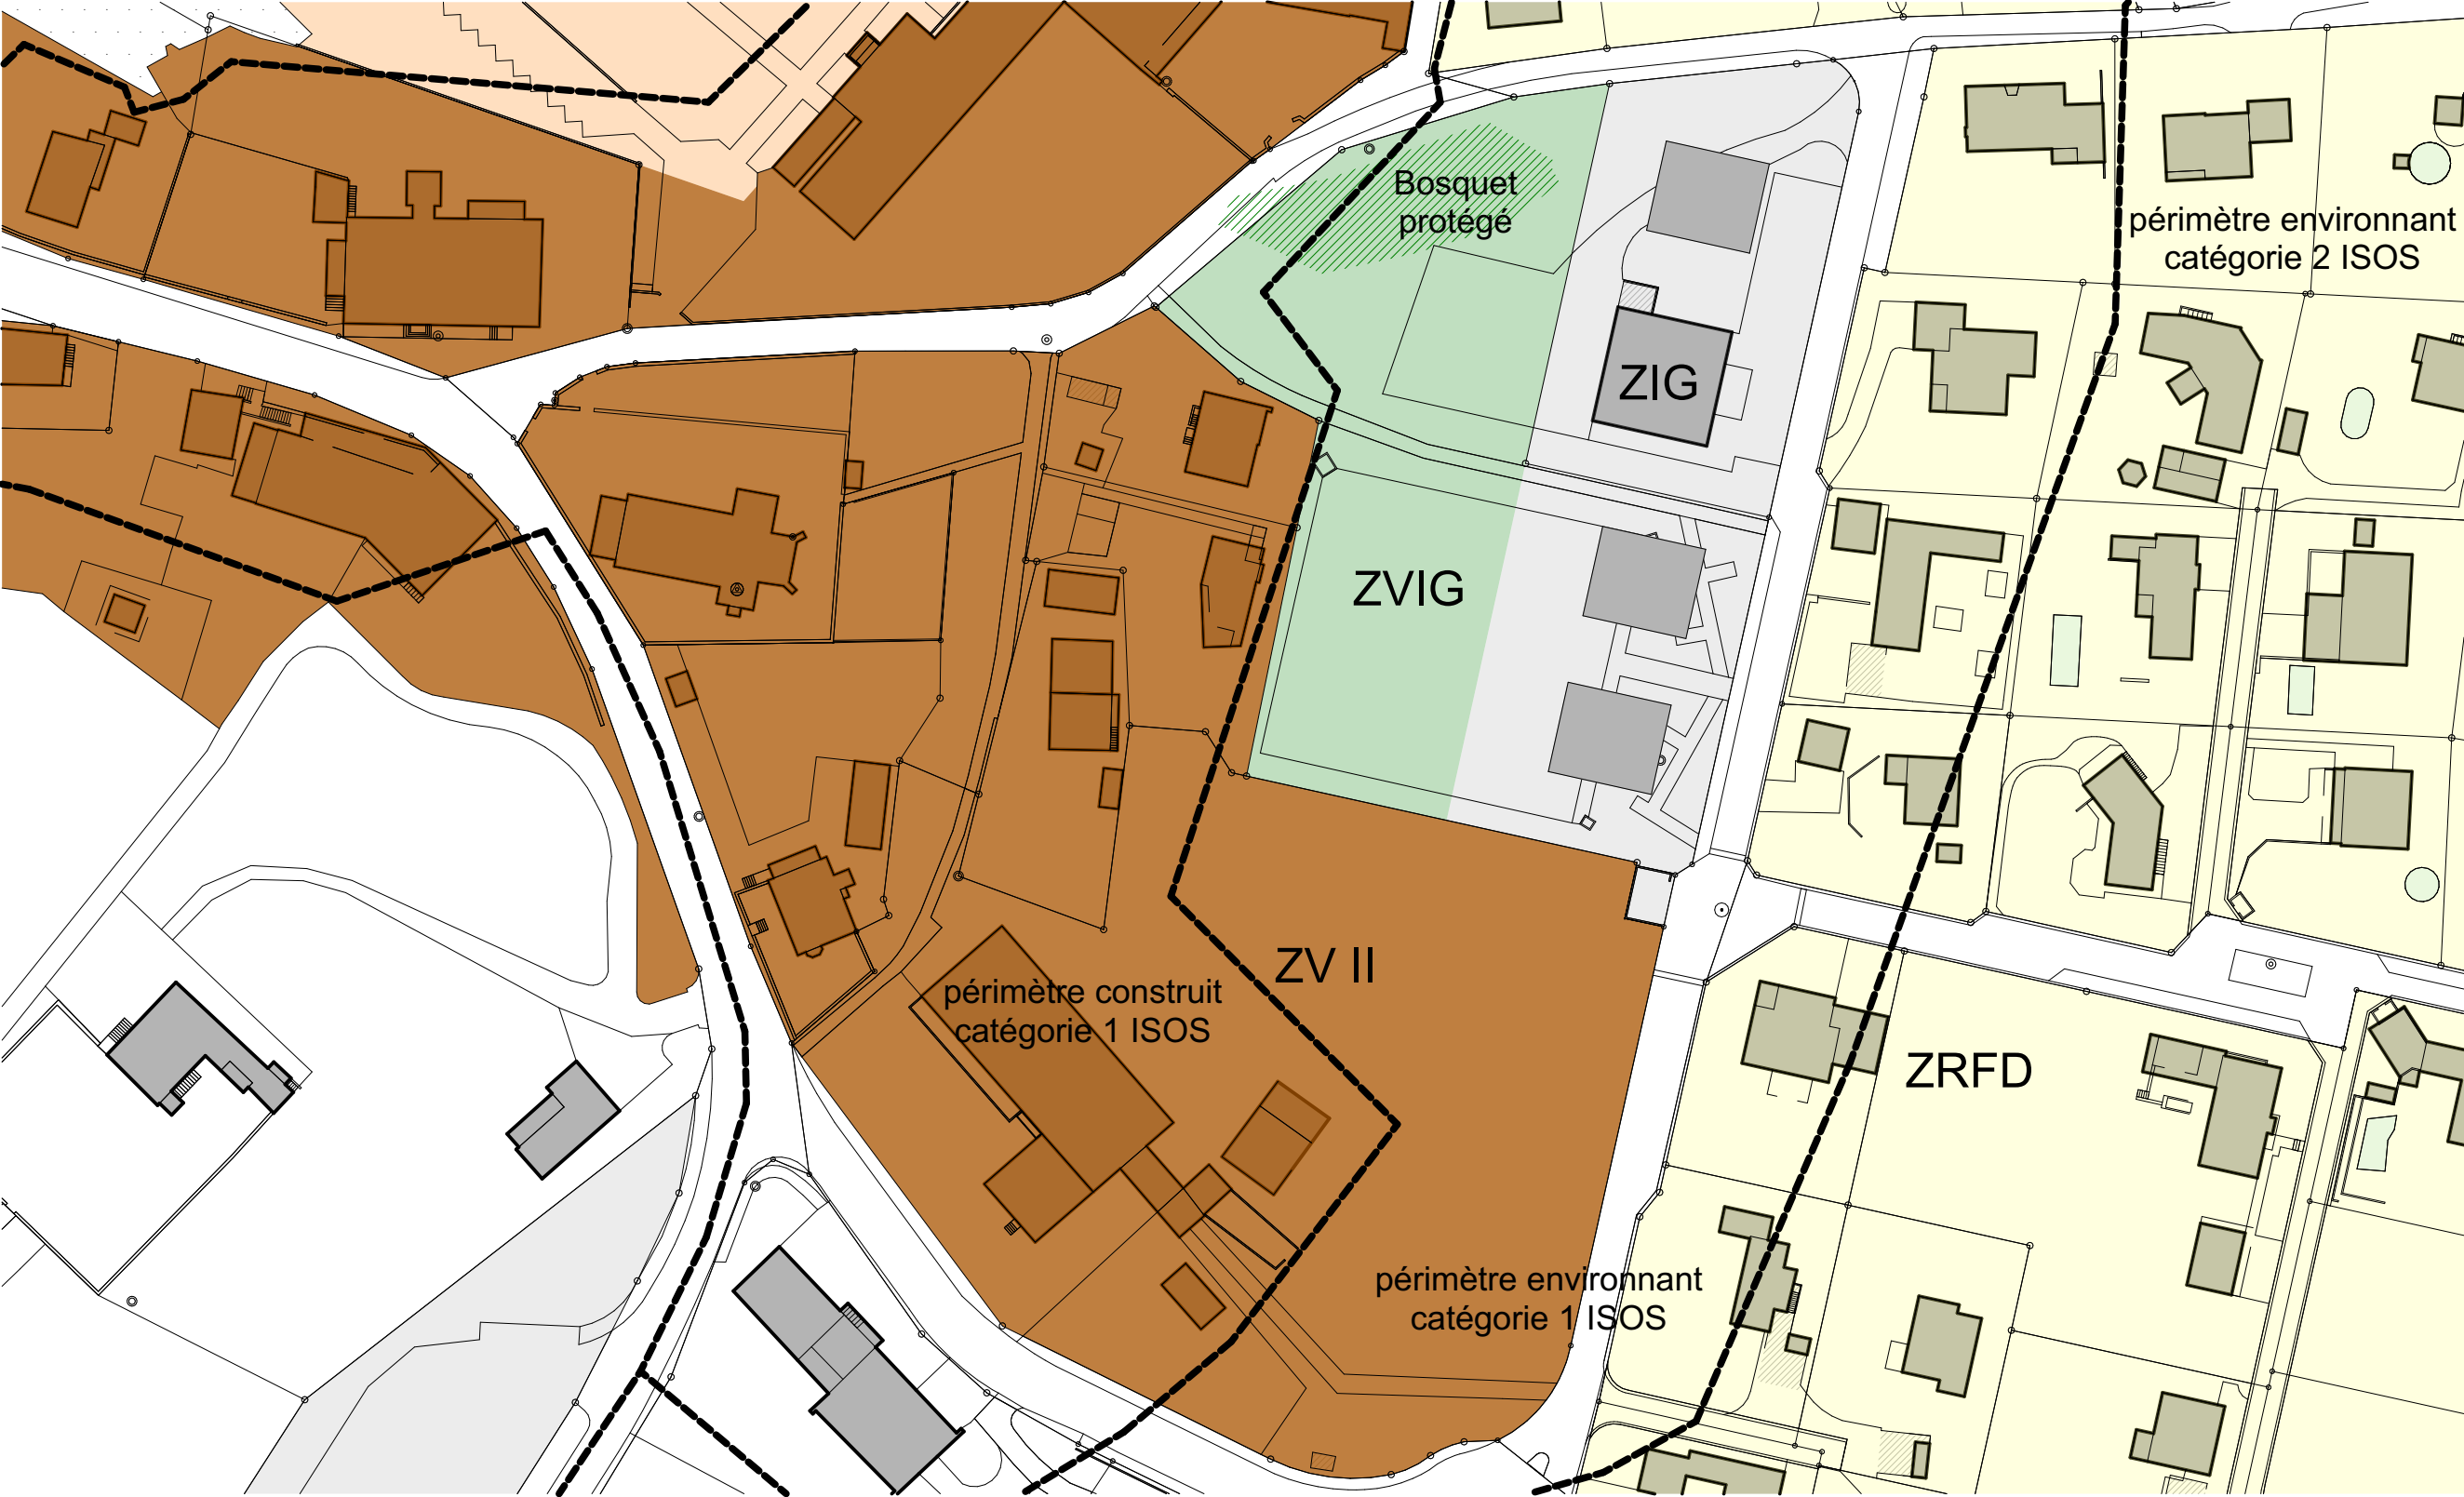 Bosquet
protégé
périmètre environnant
catégorie 2 ISOS
ZIG
ZVIG
ZV II
périmètre construit
catégorie 1 ISOS
ZRFD
périmètre environnant
catégorie 1 ISOS